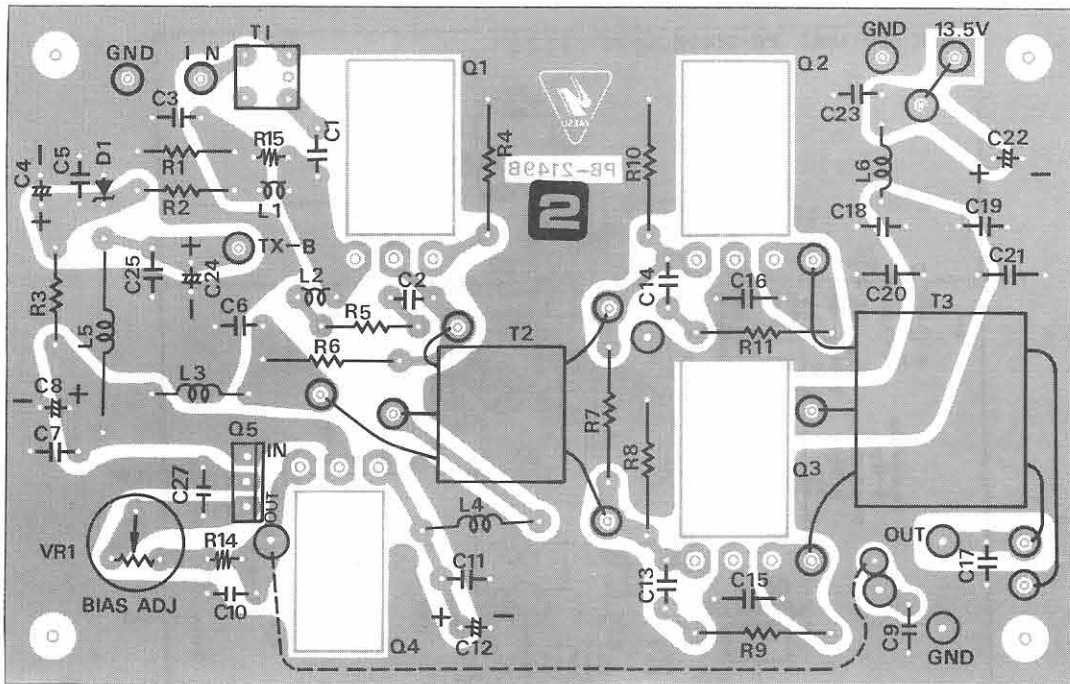 GND
I N
T1
Q1
Q2
GND
13.5V
C3
C1
C23
C22
R15
R4
R10
C4
C5
D1
R1
R2
L1
PB-2149B
YAESU
2
L6
C18
C19
TX-B
C25
C24
L2
C2
C14
C16
C20
C21
R3
L5
C6
R5
R6
T2
R11
T3
L3
C8
C7
Q5
IN
R7
R8
Q3
C27
OUT
L4
VR1
R14
OUT
C17
BIAS ADJ
C10
C11
C13
C15
C9
Q4
C12
R9
GND